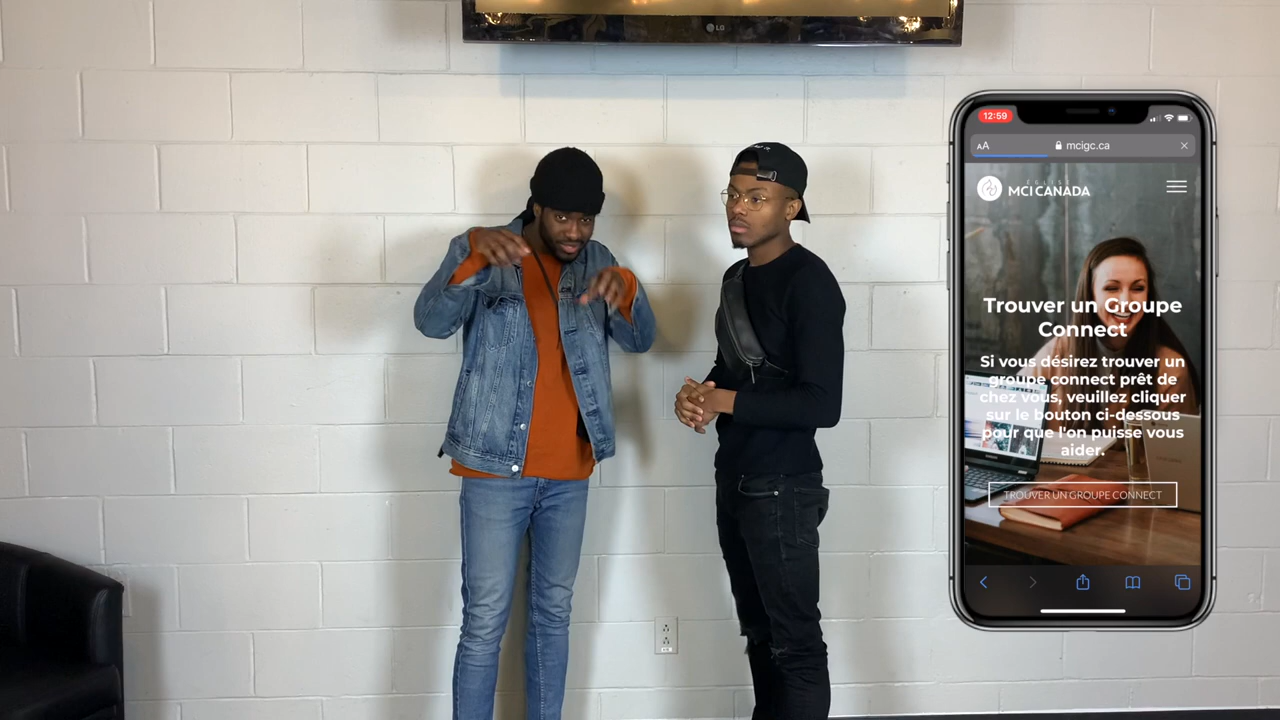 LG
12:59
AA
mcigc.ca
ÉGLISE
MCI CANADA
Trouver un Groupe
Connect
Si vous désirez trouver un
groupe connect prêt de
chez vous, veuillez cliquer
sur le bouton ci-dessous
pour que l'on puisse vous
aider.
TROUVER UN GROUPE CONNECT